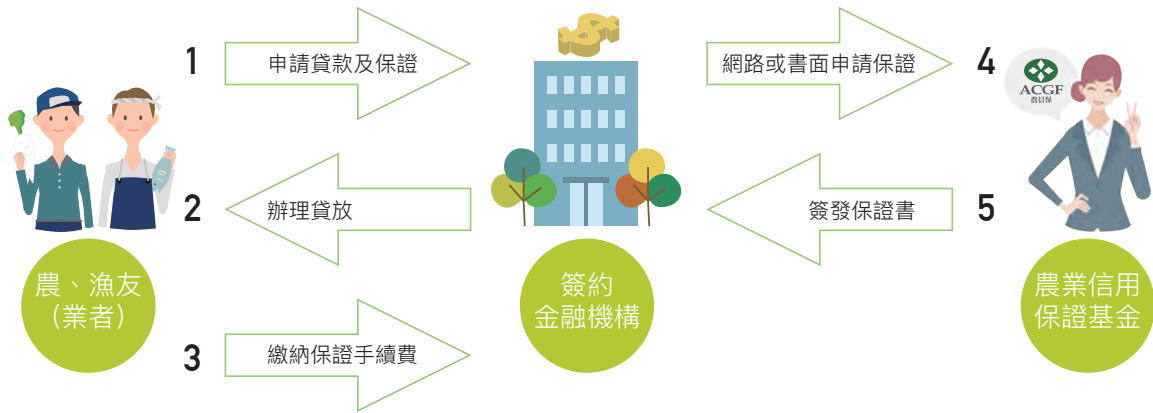 1
申請貸款及保證
網路或書面申請保證
4
ACGF
農信保
2
辦理貸放
簽發保證書
5
農、漁友
（業者）
簽約
金融機構
農業信用
保證基金
3
繳納保證手續費
$